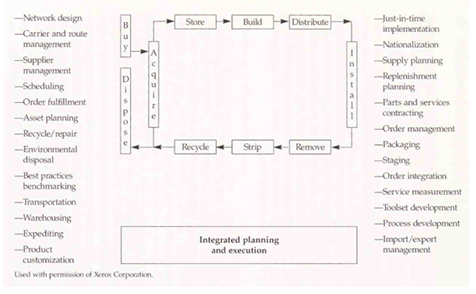 —Network design
—Carrier and route
management
—Supplier
management
—Scheduling
—Order fulfillment
—Asset planning
—Recycle/repair
—Environmental
disposal
—Best practices
benchmarking
—Transportation
—Warehousing
—Expediting
—Product
customization
Buy
Dispose
Acquire
Store
Build
Distribute
Install
Recycle
Strip
Remove
Integrated planning
and execution
—Just-in-time
implementation
—Nationalization
—Supply planning
—Replenishment
planning
—Parts and services
contracting
—Order management
—Packaging
—Staging
—Order integration
—Service measurement
—Toolset development
—Process development
—Import/export
management
Used with permission of Xerox Corporation.